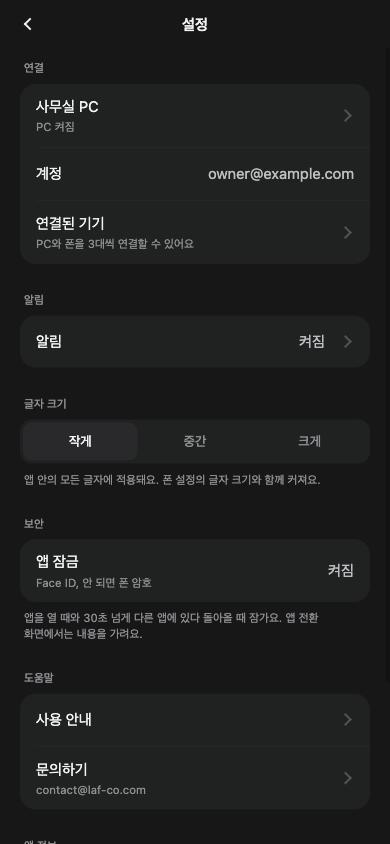 설정
연결
사무실 PC
PC 켜짐
계정
owner@example.com
연결된 기기
PC와 폰을 3대씩 연결할 수 있어요
알림
알림
켜짐
글자 크기
작게
중간
크게
앱 안의 모든 글자에 적용돼요. 폰 설정의 글자 크기와 함께 커져요.
보안
앱 잠금
Face ID, 안 되면 폰 암호
켜짐
앱을 열 때와 30초 넘게 다른 앱에 있다 돌아올 때 잠가요. 앱 전환
화면에서는 내용을 가려요.
도움말
사용 안내
문의하기
contact@laf-co.com